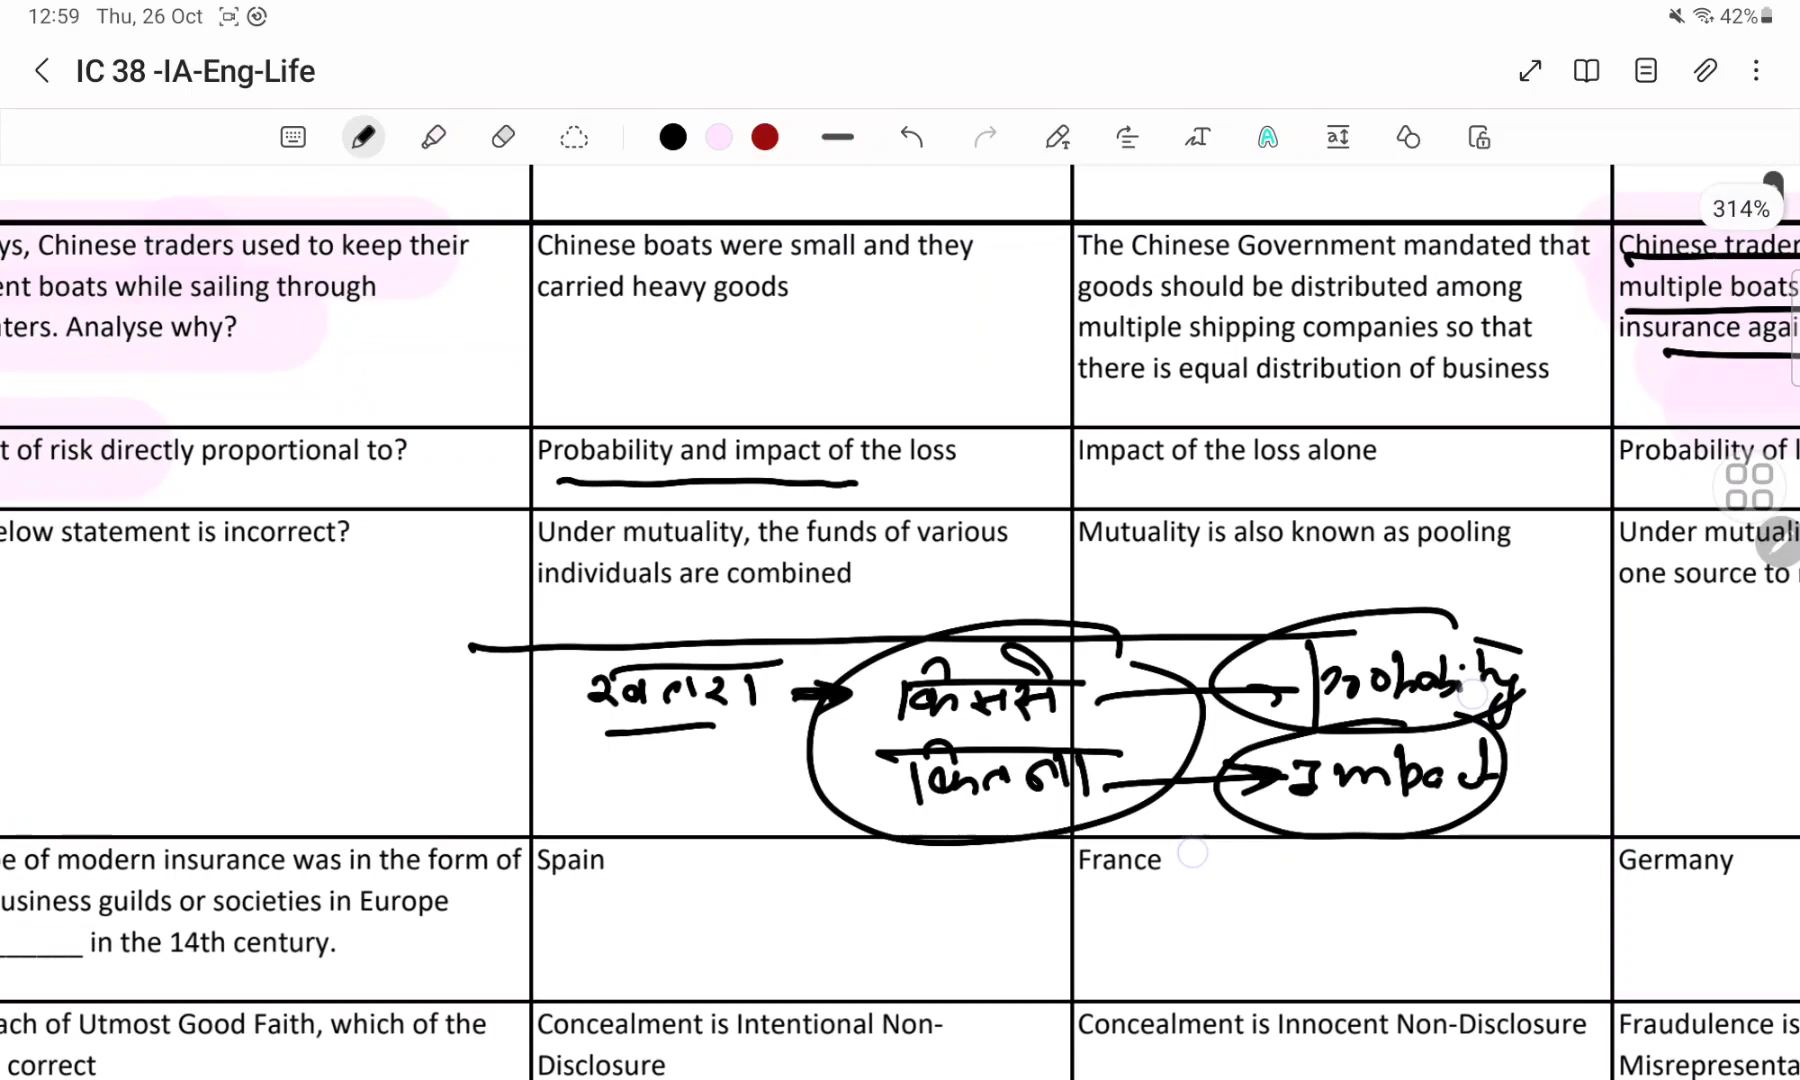 12:59 Thu, 26 Oct
42%
IC 38 -IA-Eng-Life
314%
ys, Chinese traders used to keep their
ent boats while sailing through
aters. Analyse why?
Chinese boats were small and they
carried heavy goods
The Chinese Government mandated that
goods should be distributed among
multiple shipping companies so that
there is equal distribution of business
Chinese trader
multiple boats
insurance agai
t of risk directly proportional to?
Probability and impact of the loss
Impact of the loss alone
Probability of l
elow statement is incorrect?
Under mutuality, the funds of various
individuals are combined
Mutuality is also known as pooling
Under mutuali
one source to
Probability
Impact
e of modern insurance was in the form of
usiness guilds or societies in Europe
______ in the 14th century.
Spain
France
Germany
ach of Utmost Good Faith, which of the
correct
Concealment is Intentional Non-
Disclosure
Concealment is Innocent Non-Disclosure
Fraudulence is
Misrepresenta